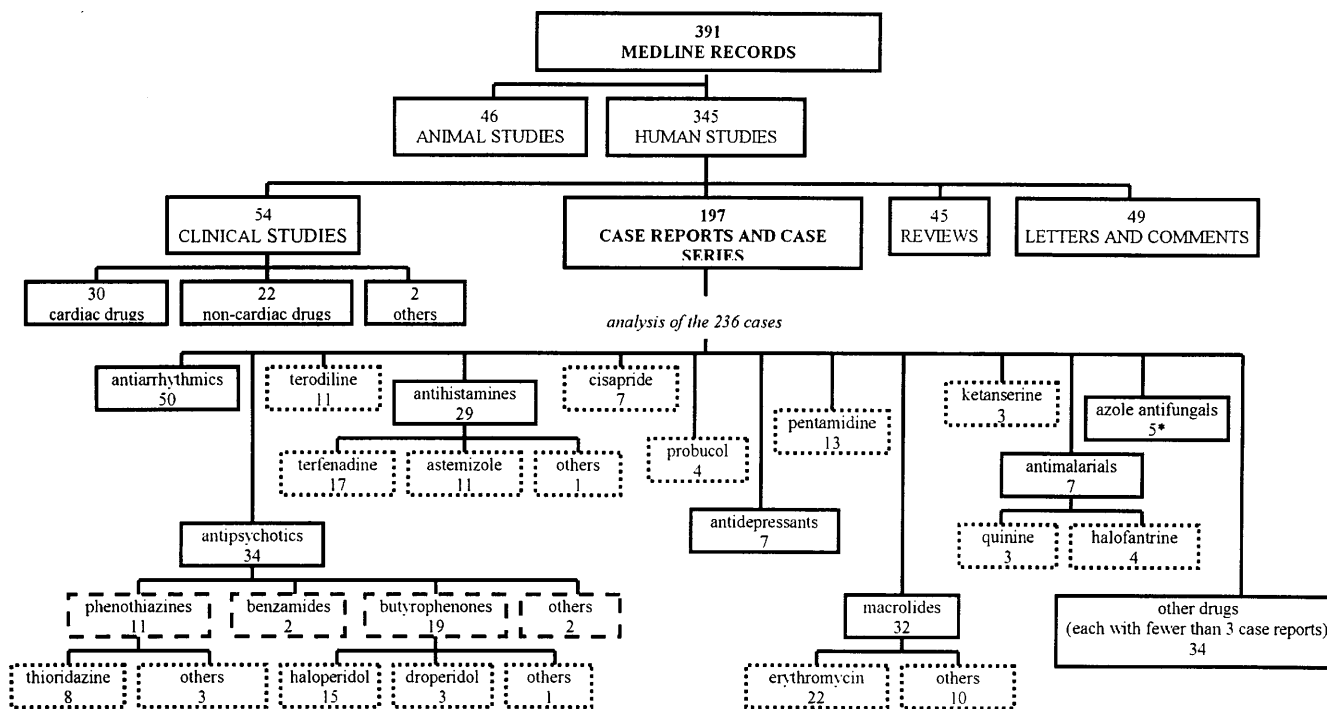 391
MEDLINE RECORDS
46
ANIMAL STUDIES
345
HUMAN STUDIES
54
CLINICAL STUDIES
197
CASE REPORTS AND CASE
SERIES
45
REVIEWS
49
LETTERS AND COMMENTS
30
cardiac drugs
22
non-cardiac drugs
2
others
analysis of the 236 cases
antiarrhythmics
50
terodiline
11
antihistamines
29
cisapride
7
probucol
4
pentamidine
13
ketanserine
3
azole antifungals
5*
terfenadine
17
astemizole
11
others
1
antimalarials
7
antipsychotics
34
antidepressants
7
quinine
3
halofantrine
4
phenothiazines
11
benzamides
2
butyrophenones
19
others
2
macrolides
32
other drugs
(each with fewer than 3 case reports)
34
thioridazine
8
others
3
haloperidol
15
droperidol
3
others
1
erythromycin
22
others
10